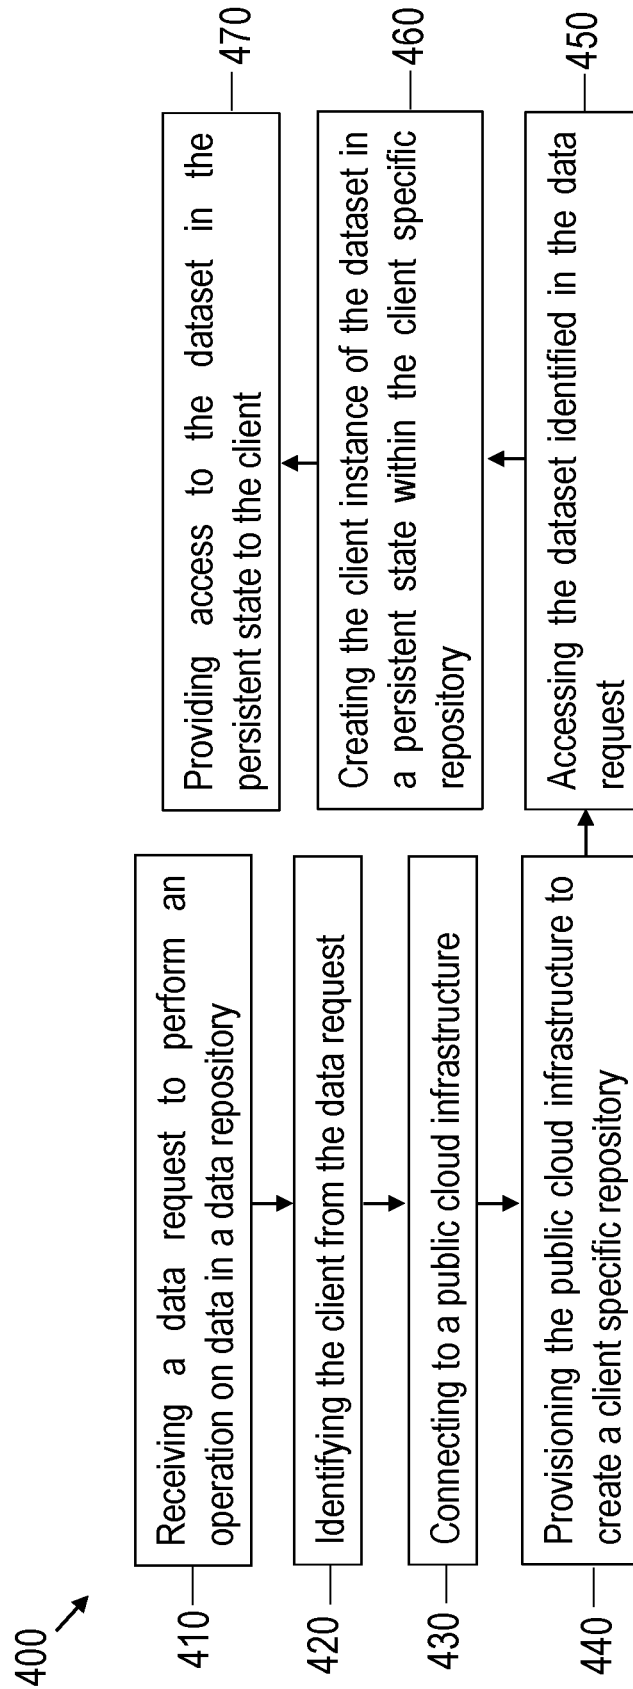 400
410
Receiving a data request to perform an
operation on data in a data repository
420
Identifying the client from the data request
430
Connecting to a public cloud infrastructure
440
Provisioning the public cloud infrastructure to
create a client specific repository
450
Accessing the dataset identified in the data
request
460
Creating the client instance of the dataset in
a persistent state within the client specific
repository
470
Providing access to the dataset in the
persistent state to the client